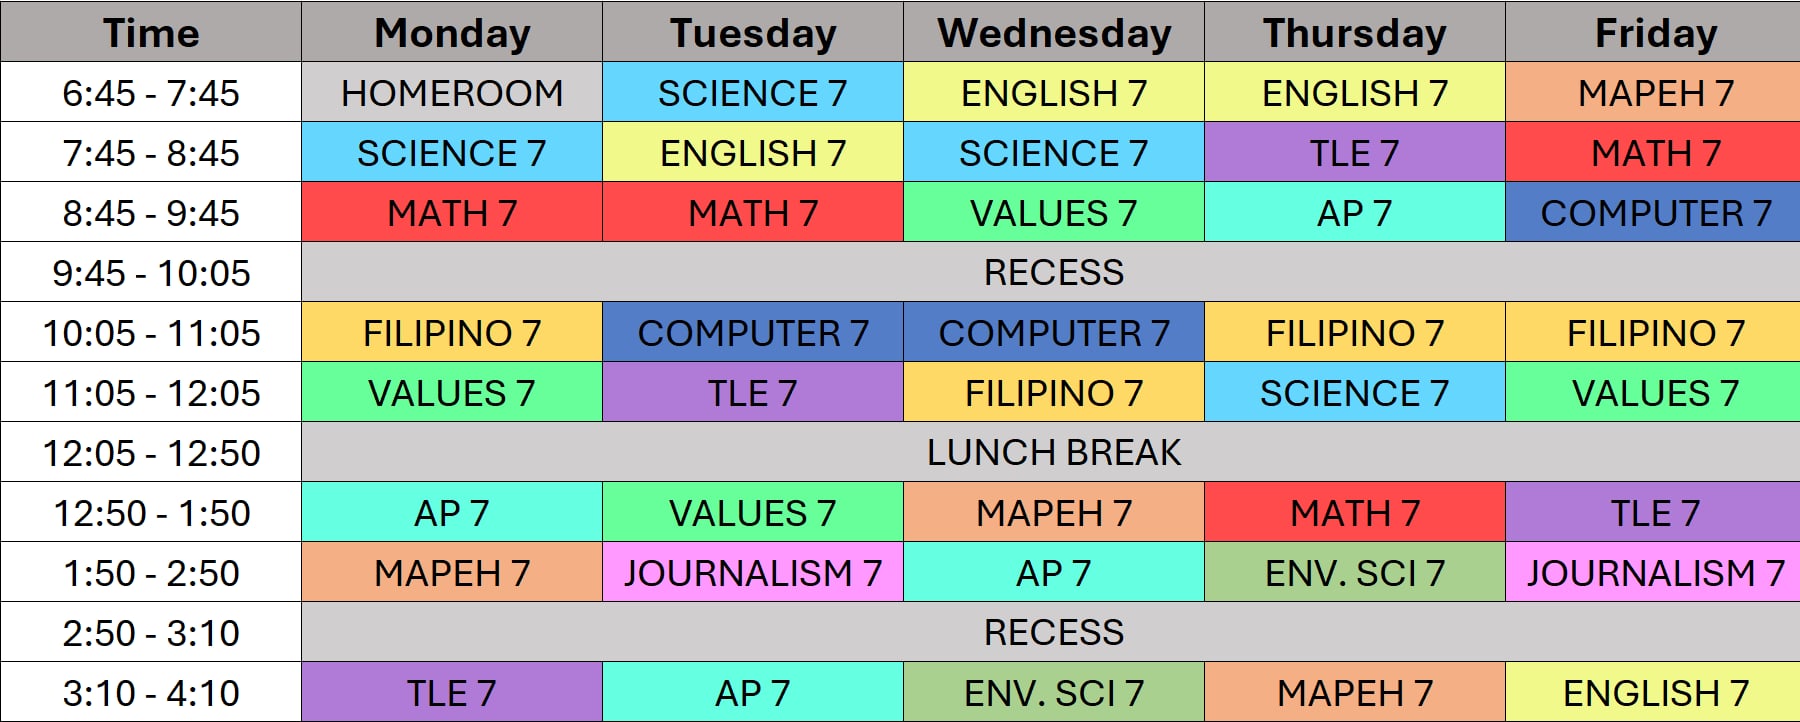 Time Monday Tuesday Wednesday Thursday Friday
6:45 - 7:45 HOMEROOM SCIENCE 7 ENGLISH 7 ENGLISH 7 MAPEH 7
7:45 - 8:45 SCIENCE 7 ENGLISH 7 SCIENCE 7 TLE 7 MATH 7
8:45 - 9:45 MATH 7 MATH 7 VALUES 7 AP 7 COMPUTER 7
9:45 - 10:05 RECESS
10:05 - 11:05 FILIPINO 7 COMPUTER 7 COMPUTER 7 FILIPINO 7 FILIPINO 7
11:05 - 12:05 VALUES 7 TLE 7 FILIPINO 7 SCIENCE 7 VALUES 7
12:05 - 12:50 LUNCH BREAK
12:50 - 1:50 AP 7 VALUES 7 MAPEH 7 MATH 7 TLE 7
1:50 - 2:50 MAPEH 7 JOURNALISM 7 AP 7 ENV. SCI 7 JOURNALISM 7
2:50 - 3:10 RECESS
3:10 - 4:10 TLE 7 AP 7 ENV. SCI 7 MAPEH 7 ENGLISH 7